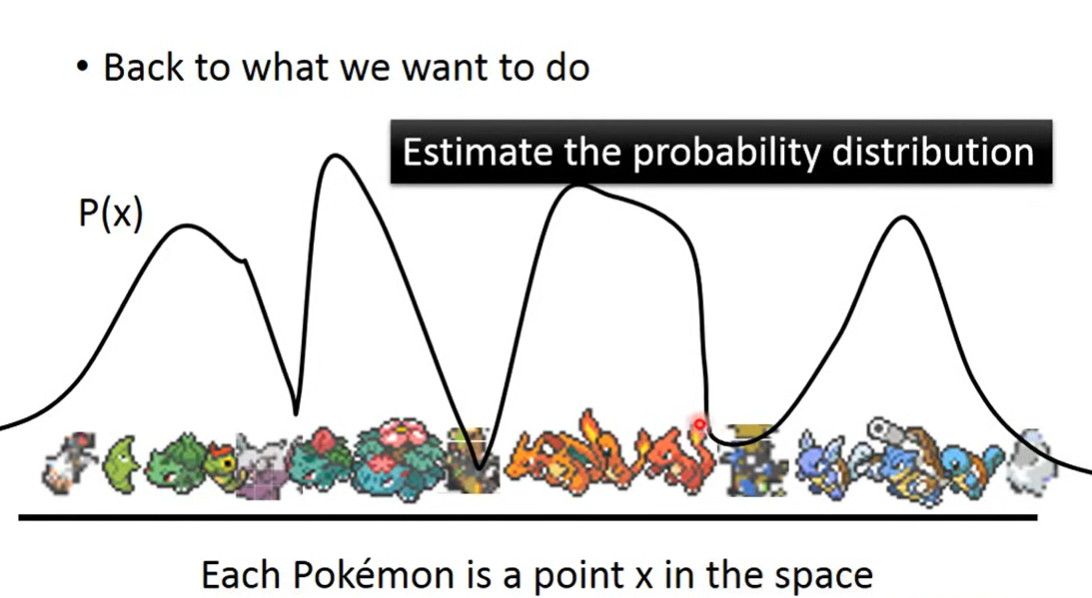 • Back to what we want to do
Estimate the probability distribution
P(x)
Each Pokémon is a point x in the space